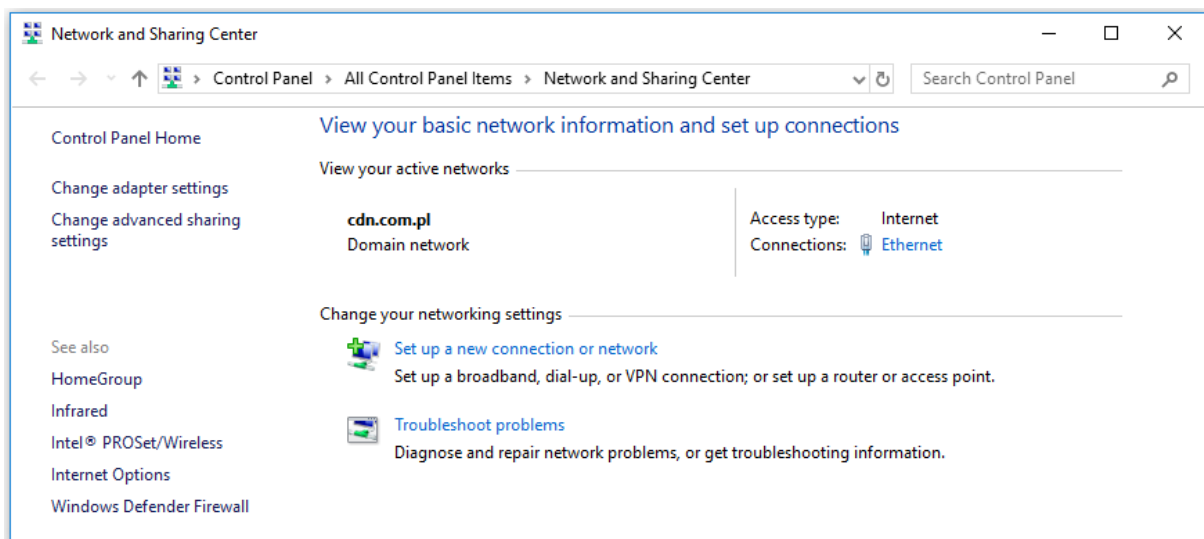 Network and Sharing Center
Control Panel > All Control Panel Items > Network and Sharing Center
Search Control Panel
Control Panel Home
Change adapter settings
Change advanced sharing
settings
See also
HomeGroup
Infrared
Intel® PROSet/Wireless
Internet Options
Windows Defender Firewall
View your basic network information and set up connections
View your active networks
cdn.com.pl
Domain network
Access type: Internet
Connections: Ethernet
Change your networking settings
Set up a new connection or network
Set up a broadband, dial-up, or VPN connection; or set up a router or access point.
Troubleshoot problems
Diagnose and repair network problems, or get troubleshooting information.